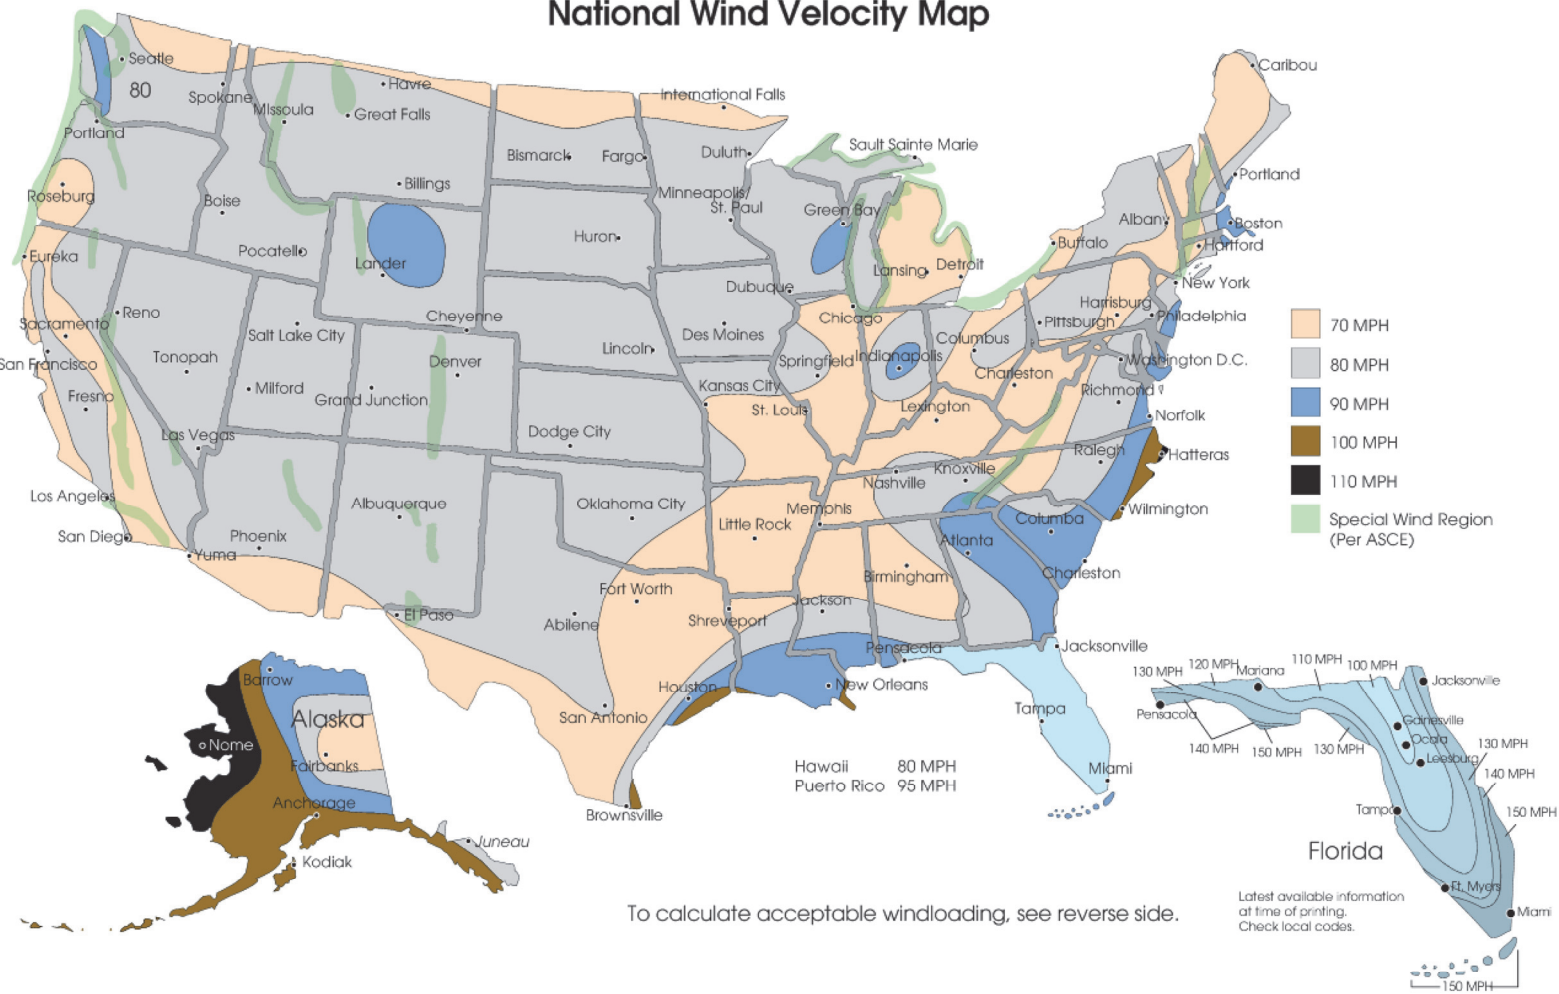 National Wind Velocity Map
Seatle
80
Spokane
Missoula
Havre
Great Falls
International Falls
Caribou
Portland
Bismarck
Fargo
Duluth
Sault Sainte Marie
Portland
Roseburg
Boise
Billings
Minneapolis/
St. Paul
Green Bay
Albany
Boston
Pocatello
Huron
Buffalo
Hartford
Eureka
Lander
Lansing
Detroit
New York
Dubuque
Sacramento
Reno
Salt Lake City
Cheyenne
Des Moines
Chicago
Harrisburg
Pittsburgh
Philadelphia
San Francisco
Tonopah
Denver
Lincoln
Springfield
Indianapolis
Columbus
Washington D.C.
Fresno
Milford
Grand Junction
Kansas City
St. Louis
Lexington
Charleston
Richmond
Norfolk
Las Vegas
Dodge City
Nashville
Knoxville
Ralegh
Hatteras
Los Angeles
Albuquerque
Oklahoma City
Little Rock
Memphis
Columba
Wilmington
San Diego
Phoenix
Yuma
Atlanta
Birmingham
Charleston
El Paso
Fort Worth
Abilene
Shreveport
Jackson
Pensacola
Jacksonville
San Antonio
Houston
New Orleans
Tampa
Miami
Brownsville
70 MPH
80 MPH
90 MPH
100 MPH
110 MPH
Special Wind Region
(Per ASCE)
Barrow
Alaska
Nome
Fairbanks
Anchorage
Juneau
Kodiak
Hawaii 80 MPH
Puerto Rico 95 MPH
130 MPH
120 MPH
Mariana
110 MPH
100 MPH
Jacksonville
Pensacola
140 MPH
150 MPH
130 MPH
Gainesville
Ocala
Leesburg
130 MPH
140 MPH
150 MPH
Tampa
Florida
Ft. Myers
Miami
150 MPH
Latest available information
at time of printing.
Check local codes.
To calculate acceptable windloading, see reverse side.